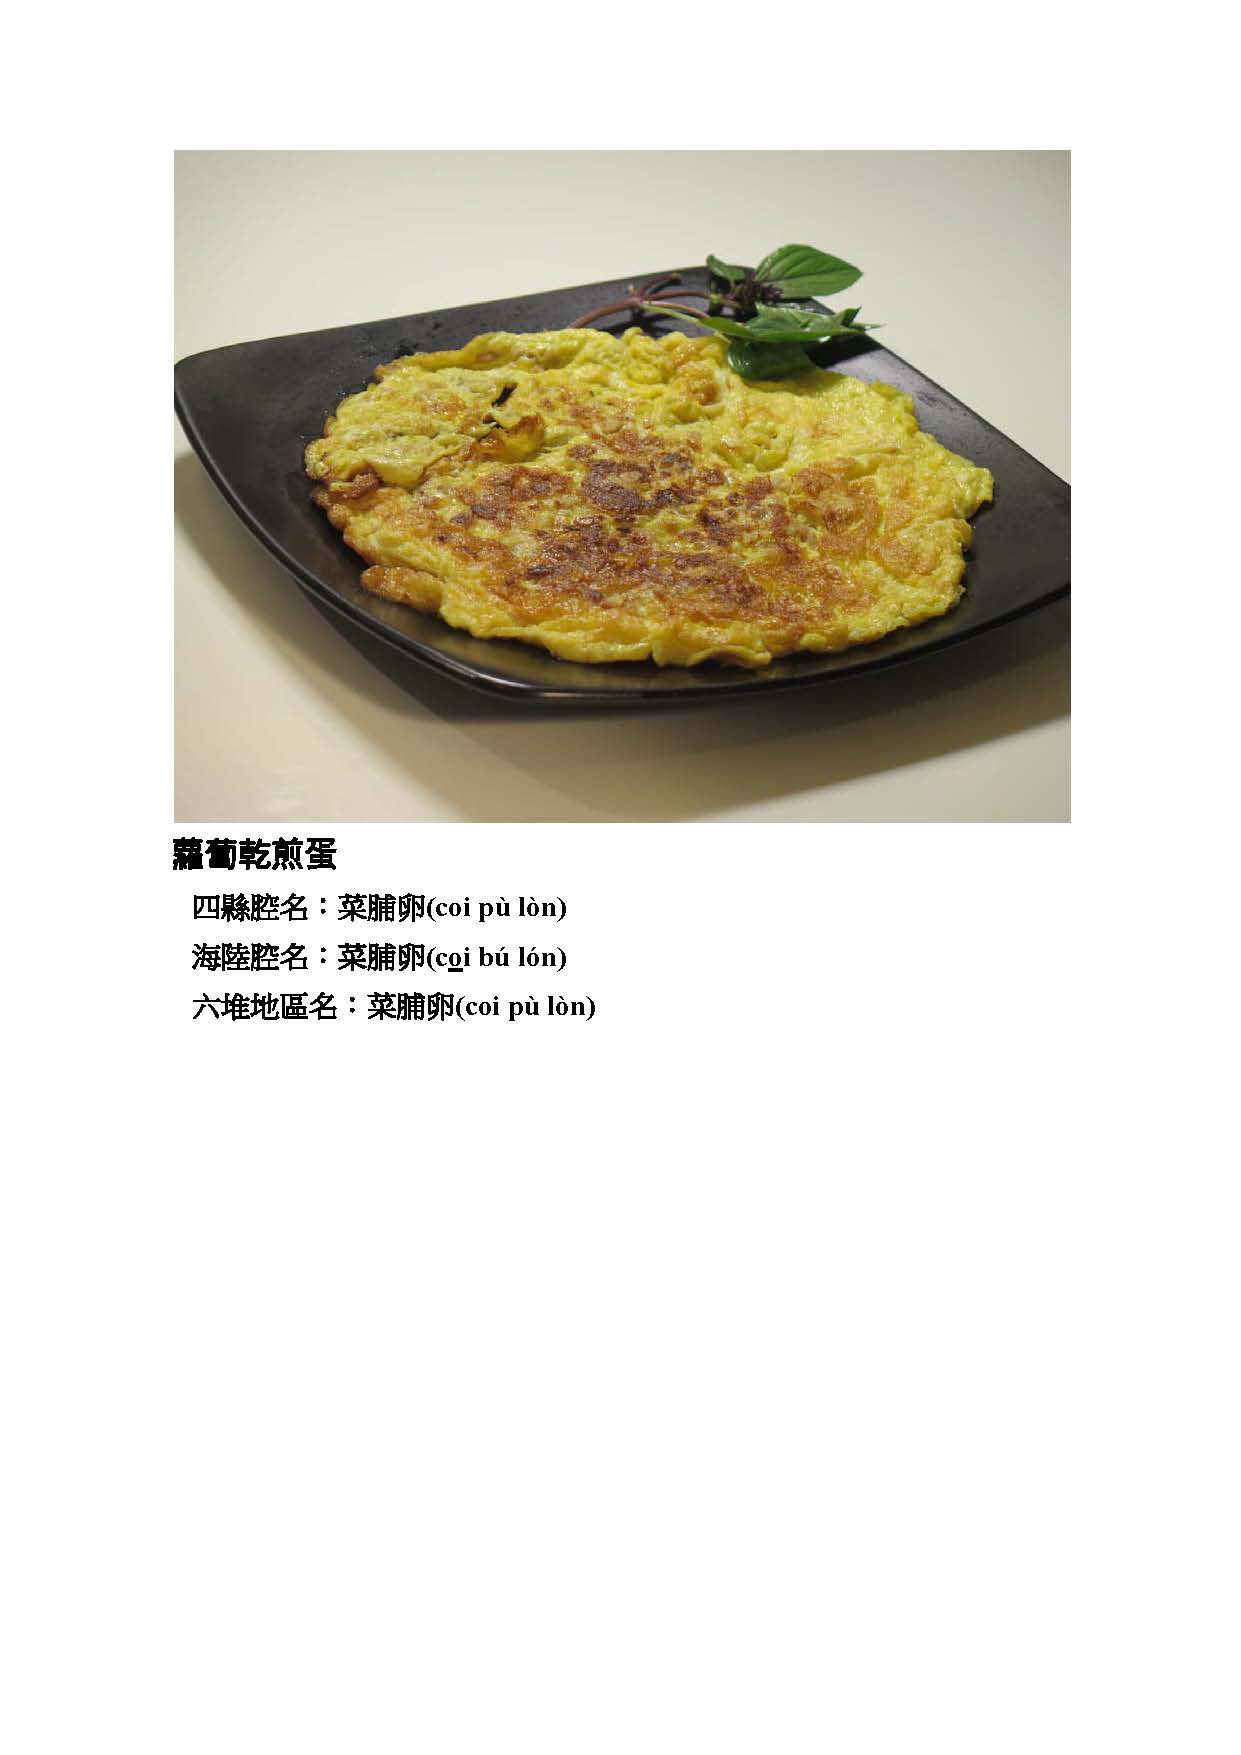 蘿蔔乾煎蛋
四縣腔名：菜脯卵(coi pù lòn)
海陸腔名：菜脯卵(co̲i bú lón)
六堆地區名：菜脯卵(coi pù lòn)